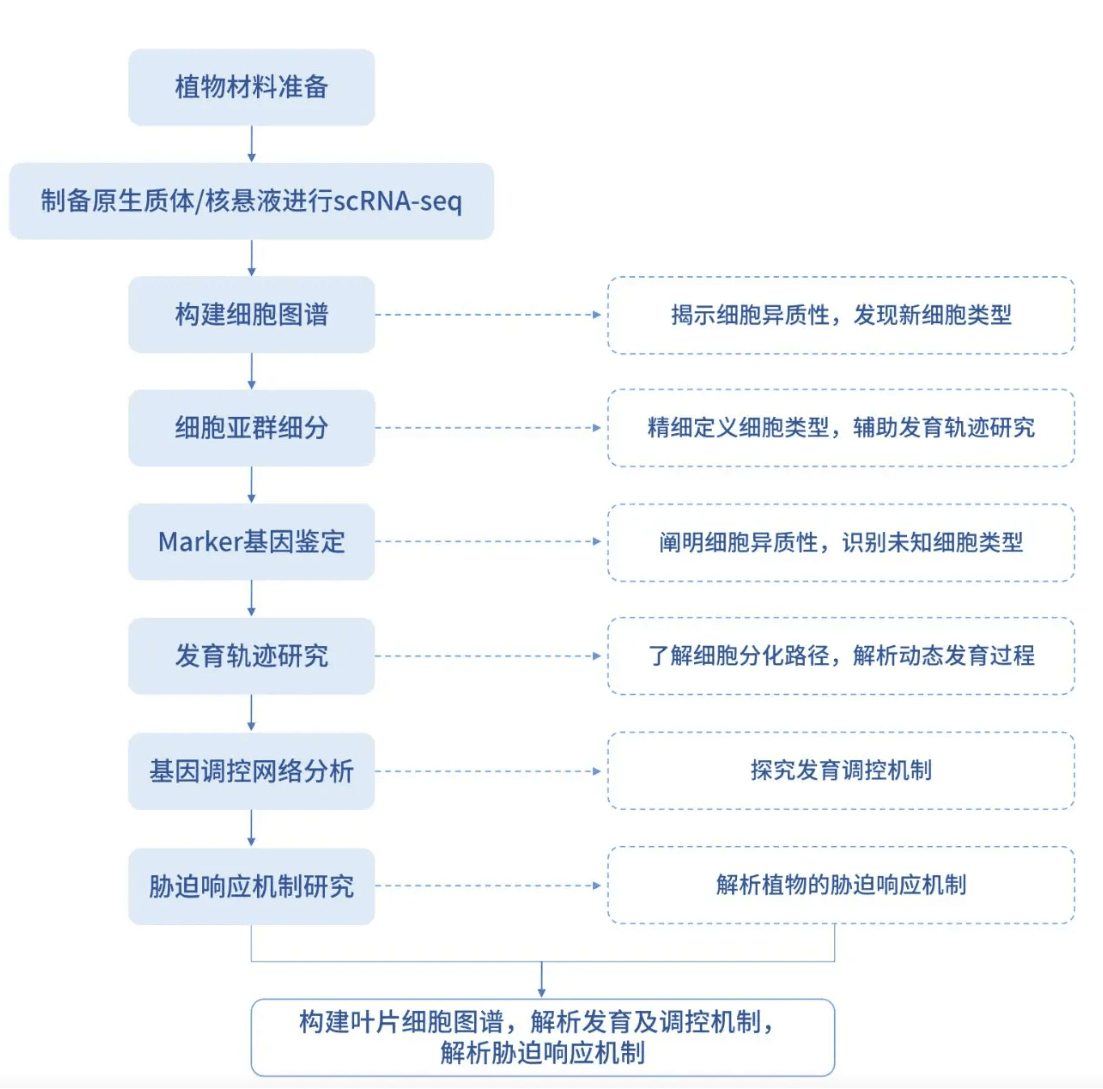 植物材料准备
制备原生质体/核悬液进行scRNA-seq
构建细胞图谱
揭示细胞异质性，发现新细胞类型
细胞亚群细分
精细定义细胞类型，辅助发育轨迹研究
Marker基因鉴定
阐明细胞异质性，识别未知细胞类型
发育轨迹研究
了解细胞分化路径，解析动态发育过程
基因调控网络分析
探究发育调控机制
胁迫响应机制研究
解析植物的胁迫响应机制
构建叶片细胞图谱，解析发育及调控机制，
解析胁迫响应机制